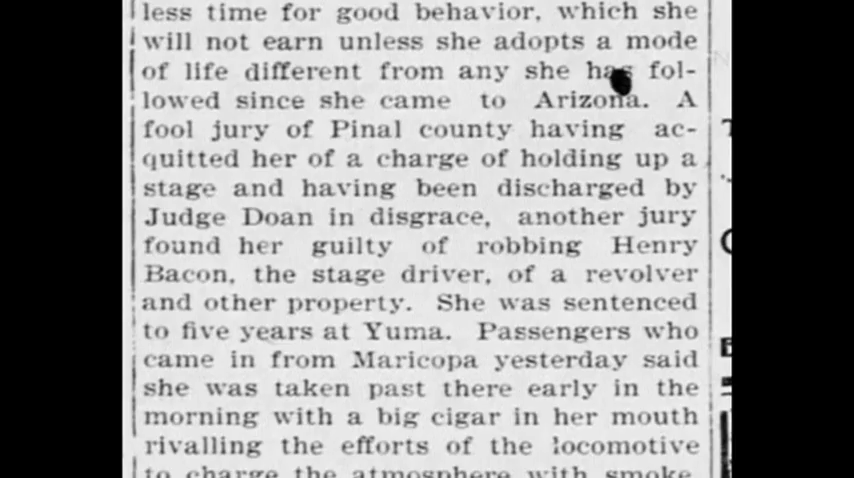 less time for good behavior, which she
will not earn unless she adopts a mode
of life different from any she has fol-
lowed since she came to Arizona. A
fool jury of Pinal county having ac-
quitted her of a charge of holding up a
stage and having been discharged by
Judge Doan in disgrace, another jury
found her guilty of robbing Henry
Bacon, the stage driver, of a revolver
and other property. She was sentenced
to five years at Yuma. Passengers who
came in from Maricopa yesterday said
she was taken past there early in the
morning with a big cigar in her mouth
rivalling the efforts of the locomotive
to charge the atmosphere with smoke.